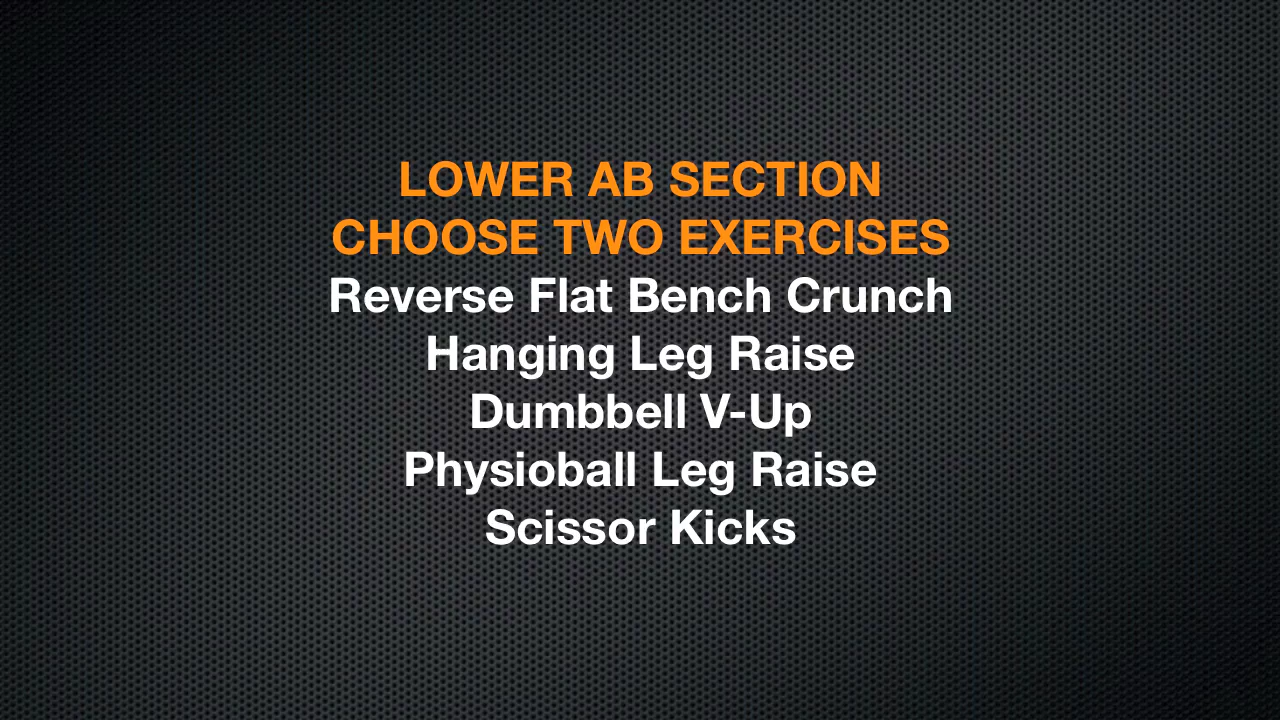 LOWER AB SECTION
CHOOSE TWO EXERCISES
Reverse Flat Bench Crunch
Hanging Leg Raise
Dumbbell V-Up
Physioball Leg Raise
Scissor Kicks